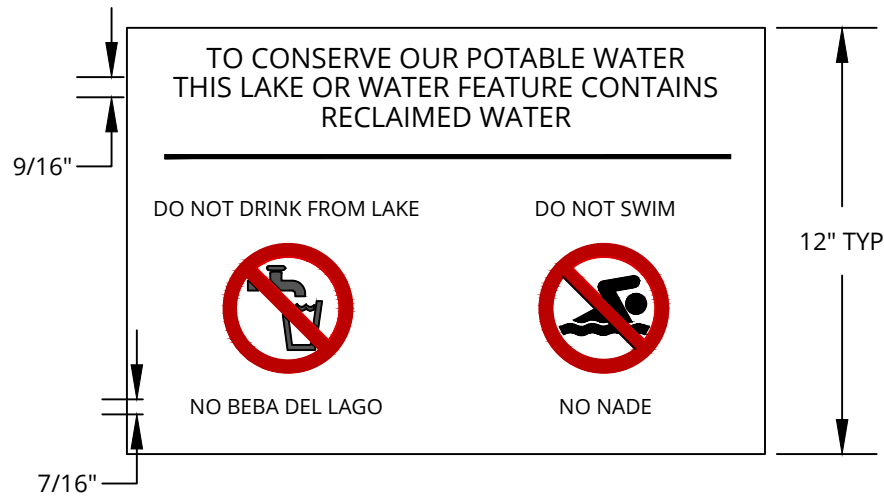 TO CONSERVE OUR POTABLE WATER
THIS LAKE OR WATER FEATURE CONTAINS
RECLAIMED WATER
9/16"
DO NOT DRINK FROM LAKE
DO NOT SWIM
12" TYP
NO BEBA DEL LAGO
NO NADE
7/16"